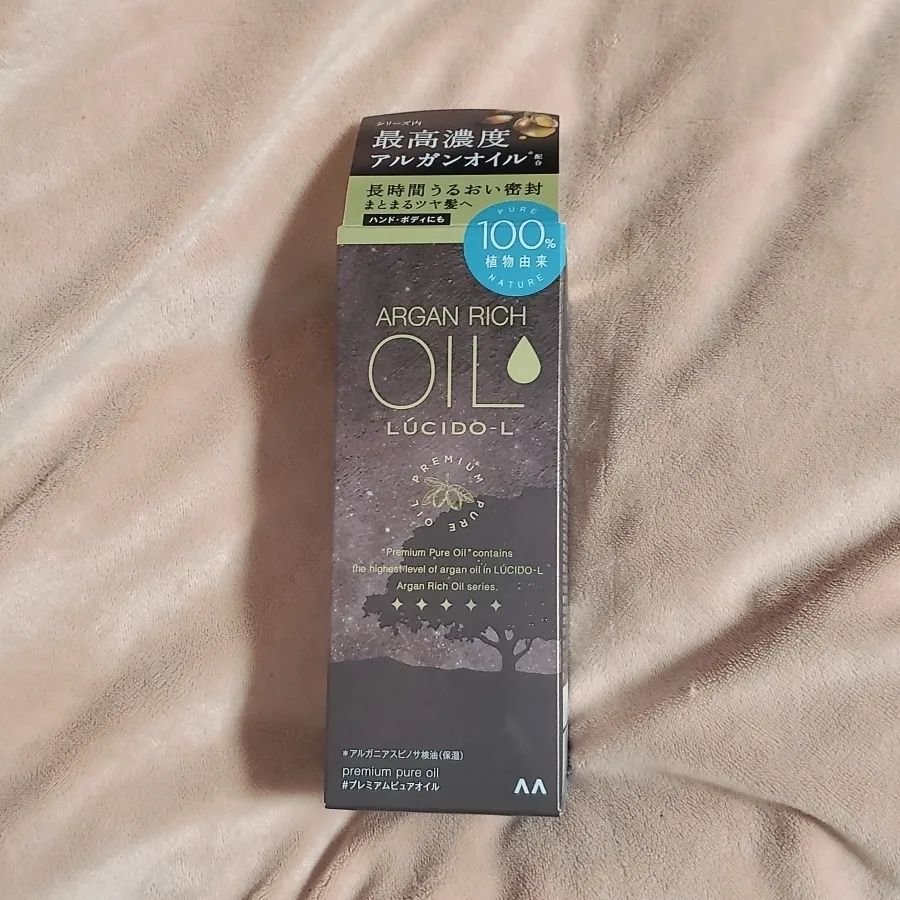 シリーズ内
最高濃度
アルガンオイル*配合
長時間うるおい密封
まとまるツヤ髪へ
ハンド・ボディにも
PURE
100%
植物由来
NATURE
ARGAN RICH
OIL
LÚCIDO-L
PREMIUM PURE OIL
"Premium Pure Oil" contains
the highest level of argan oil in LÚCIDO-L
Argan Rich Oil series.
*アルガニアスピノサ核油(保湿)
premium pure oil
#プレミアムピュアオイル